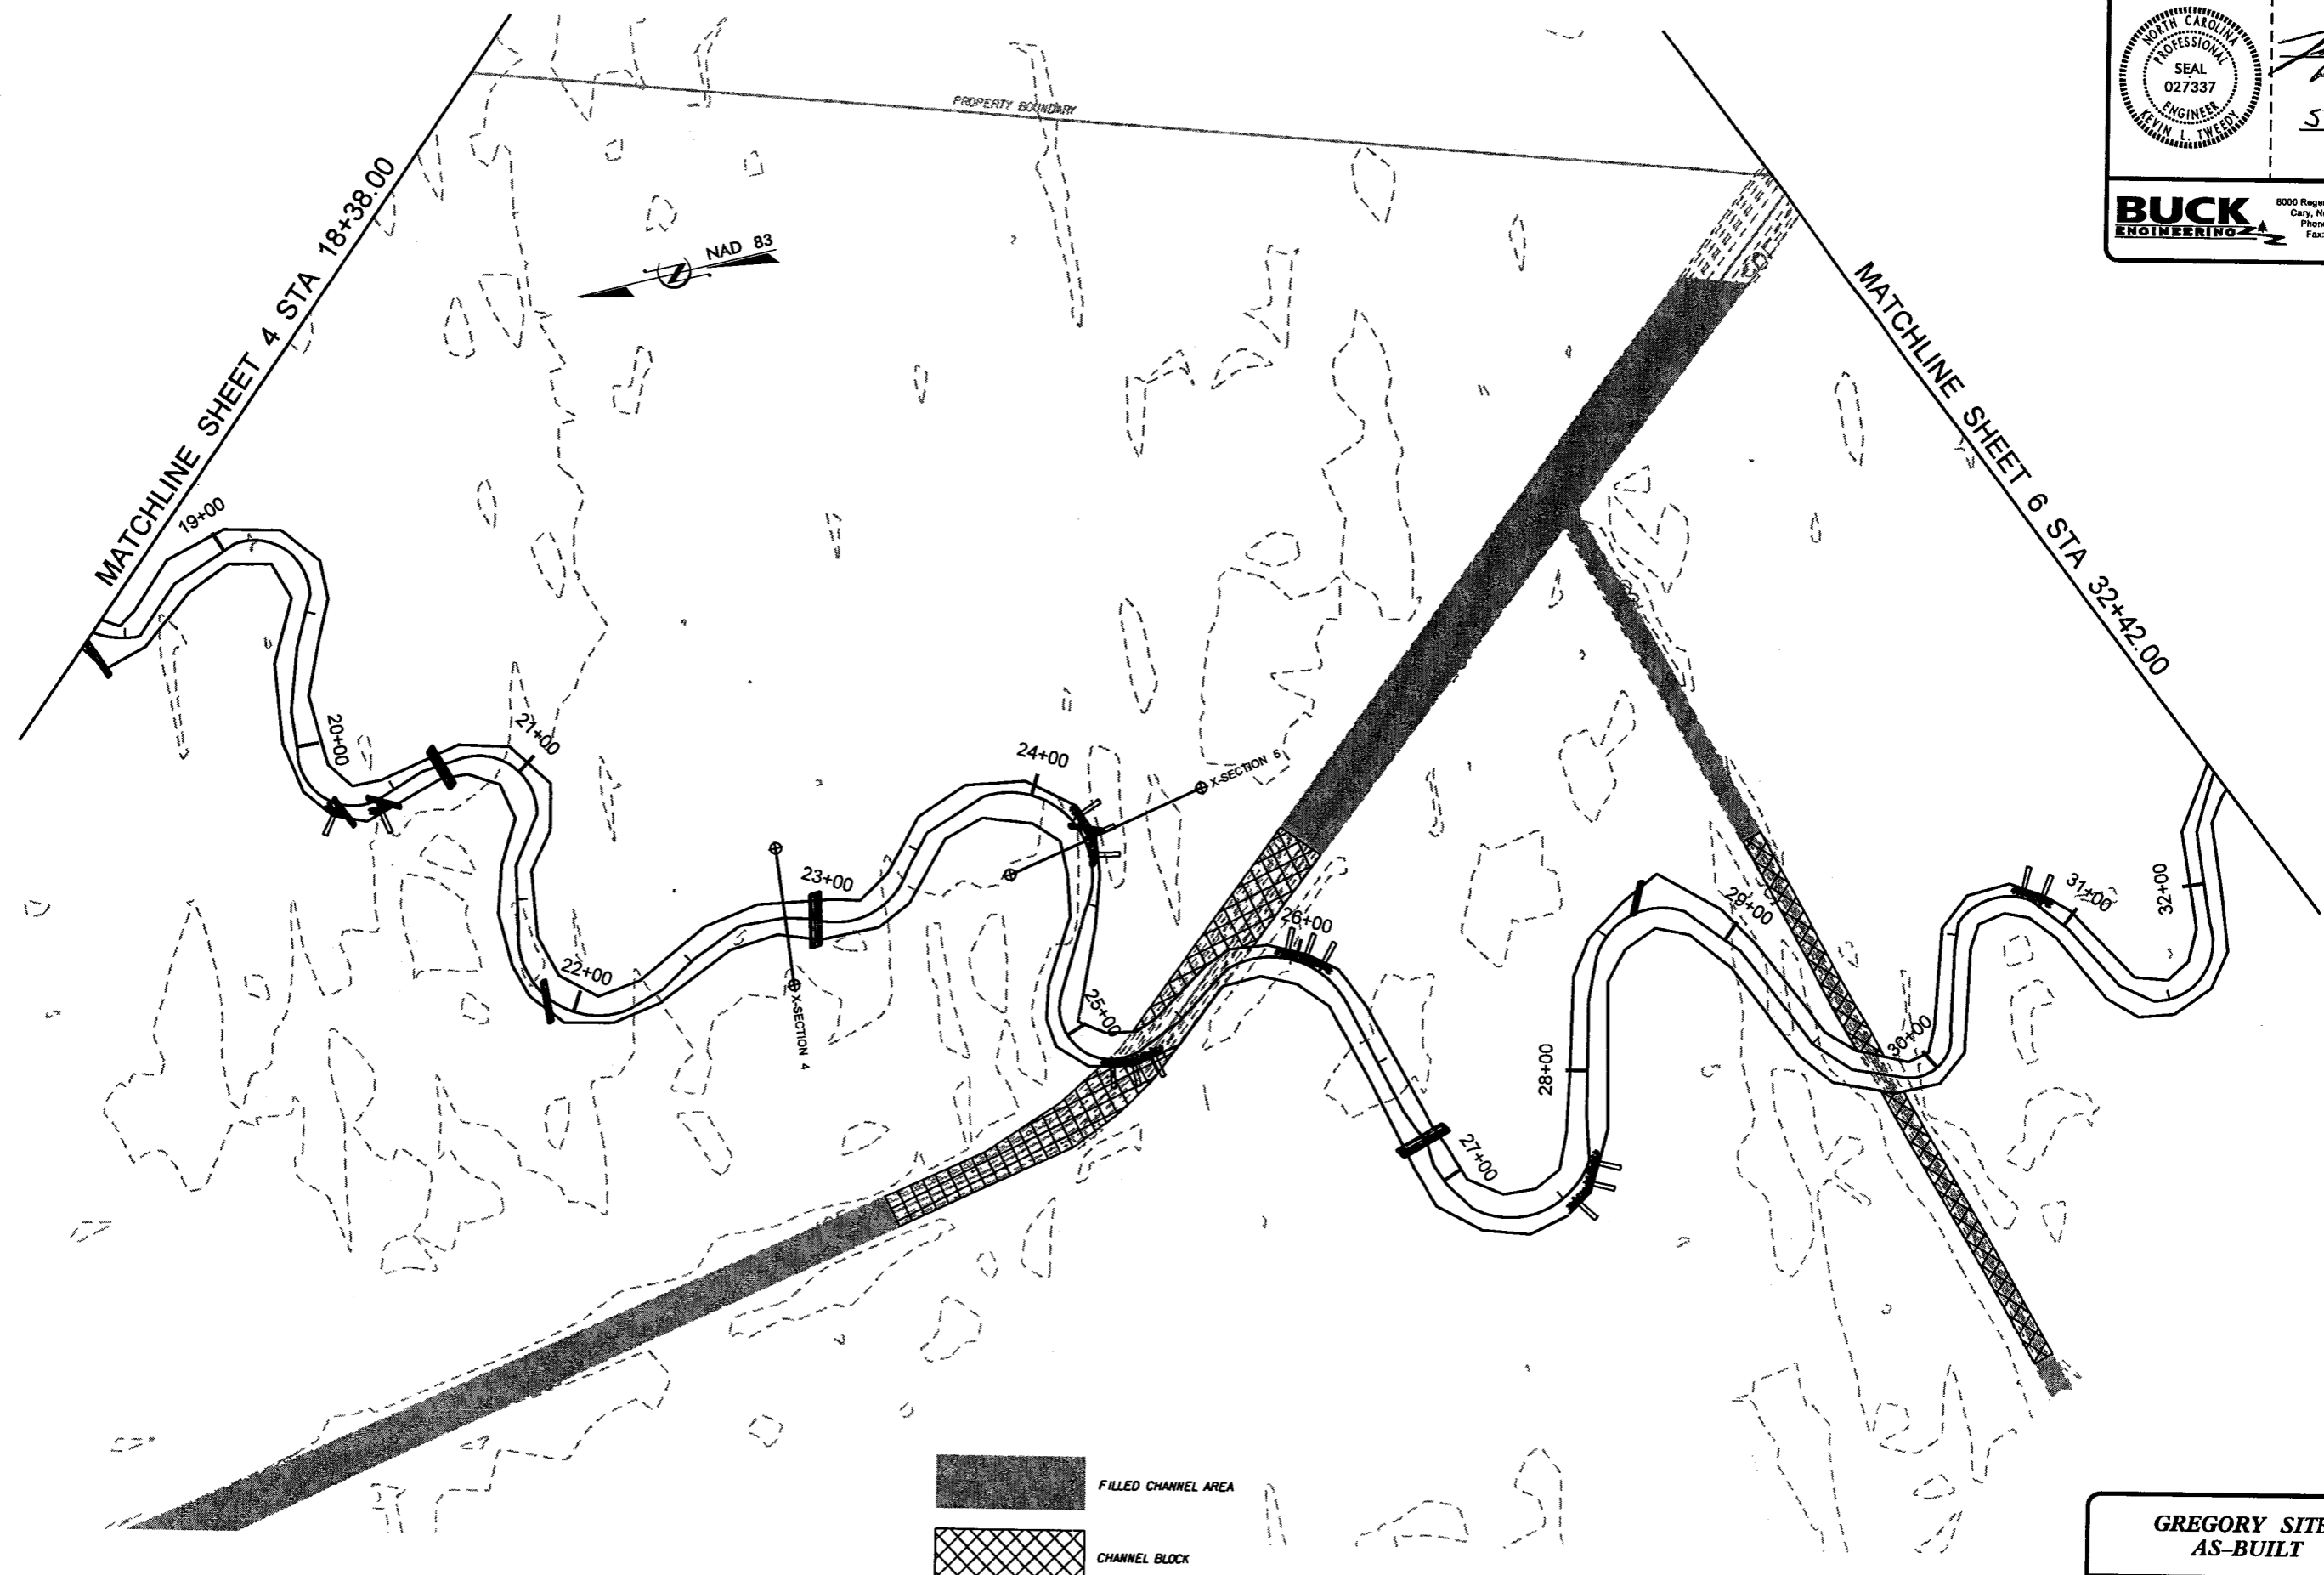 NORTH CAROLINA
PROFESSIONAL
SEAL
027337
ENGINEER
KEVIN L. TWEEDY
BUCK
ENGINEERING
8000
Cary,
PROPERTY BOUNDARY
NAD 83
MATCHLINE SHEET 4 STA 18+38.00
MATCHLINE SHEET 6 STA 32+42.00
19+00
20+00
21+00
22+00
23+00
24+00
25+00
26+00
27+00
28+00
29+00
30+00
31+00
32+00
X-SECTION 4
X-SECTION 5
FILLED CHANNEL AREA
CHANNEL BLOCK
GREGORY SITE
AS-BUILT